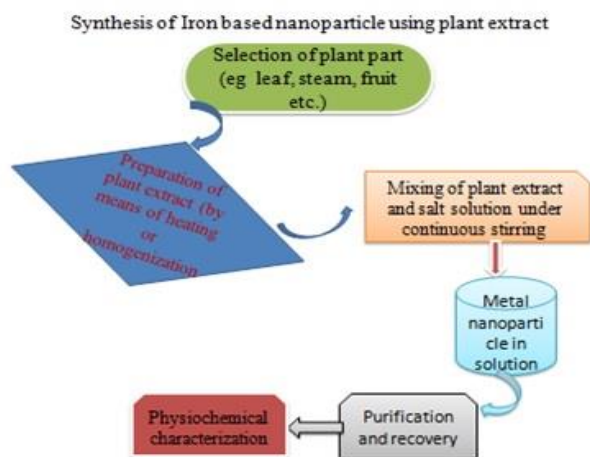 Synthesis of Iron based nanoparticle using plant extract
Selection of plant part
(eg leaf, steam, fruit
etc.)
Preparation of
plant extract (by
means of heating
or
homogenization
Mixing of plant extract
and salt solution under
continuous stirring
Metal
nanoparti
cle in
solution
Purification
and recovery
Physiochemical
characterization